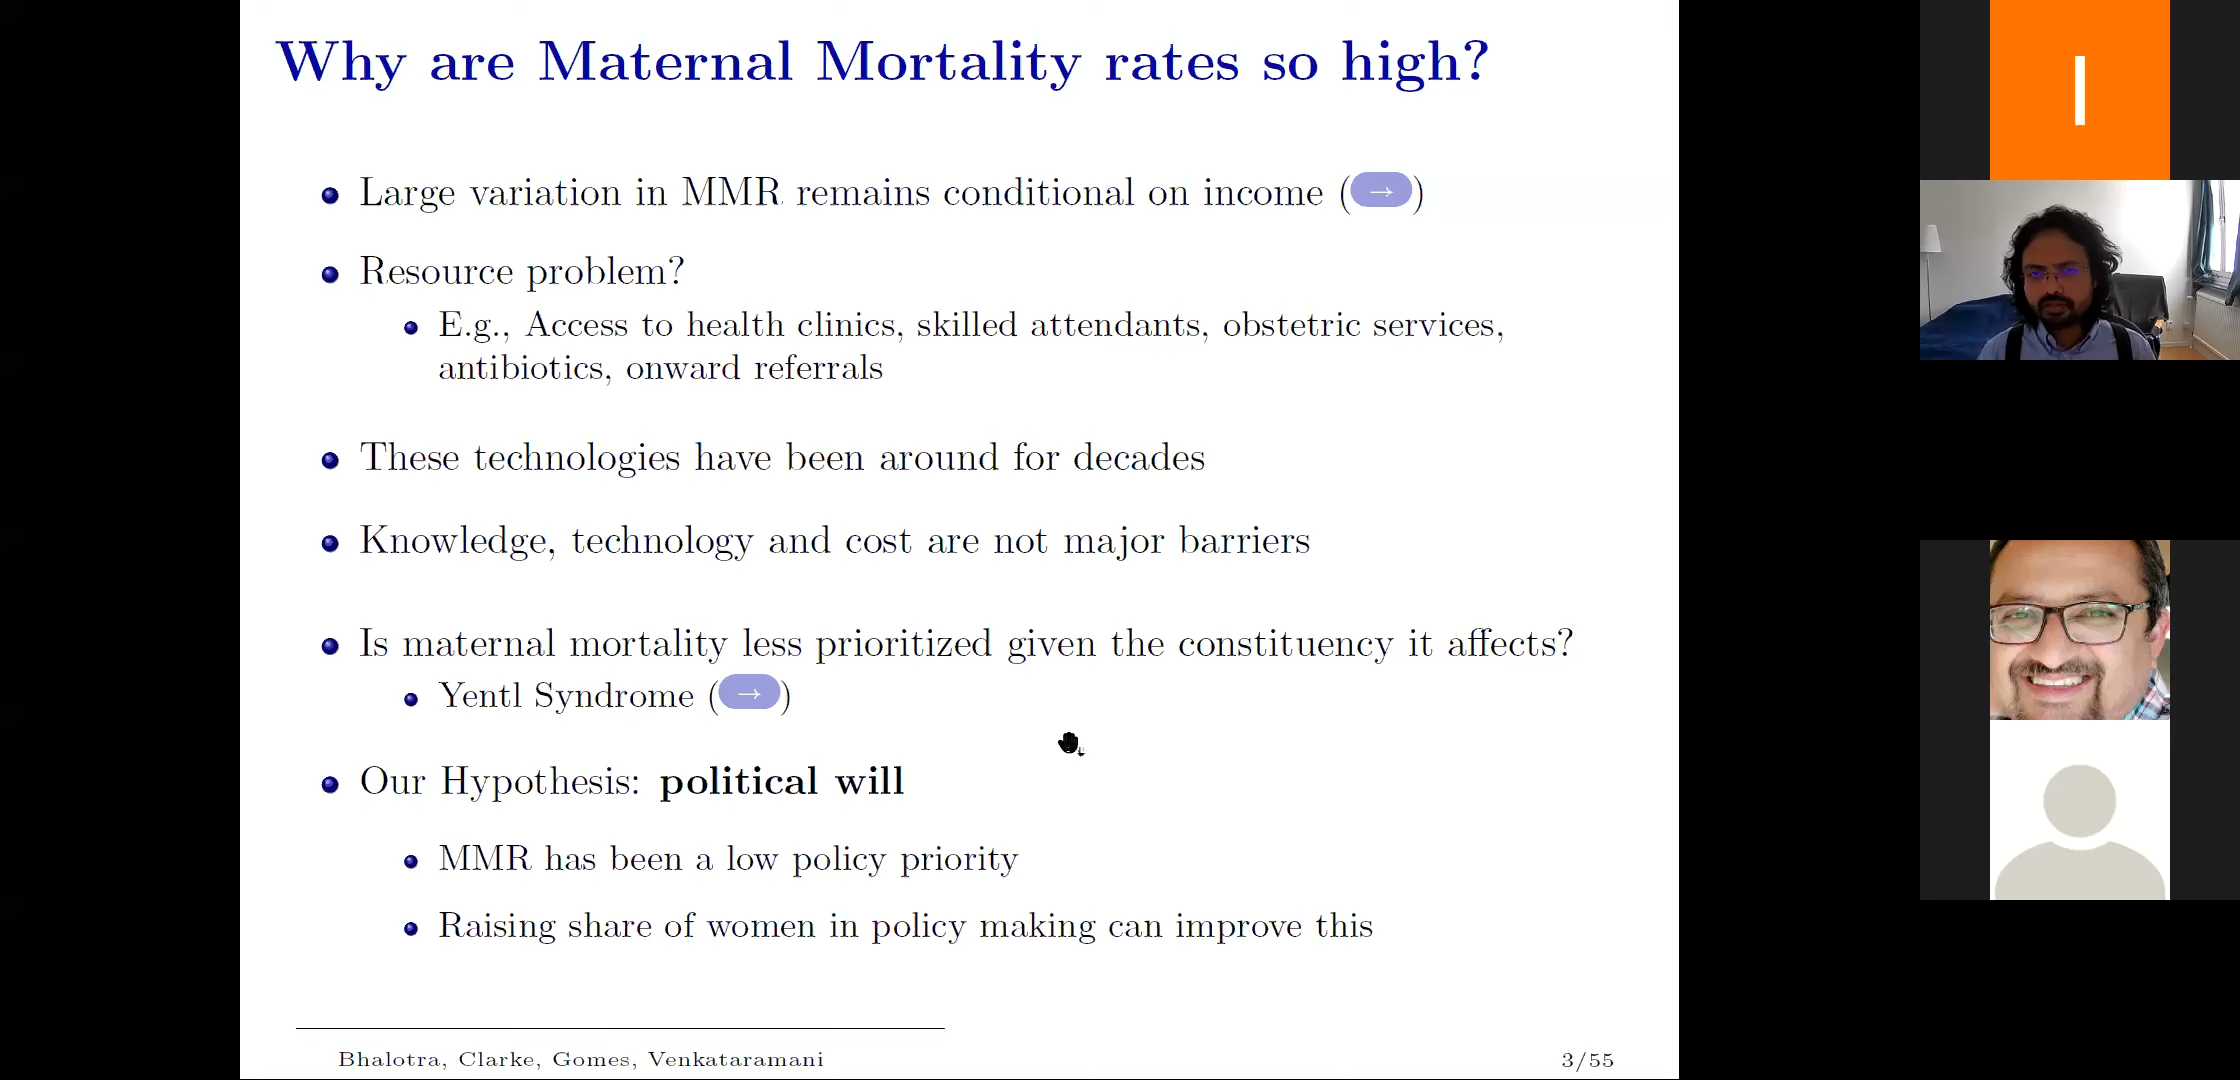 Why are Maternal Mortality rates so high?
Large variation in MMR remains conditional on income (→)
Resource problem?
E.g., Access to health clinics, skilled attendants, obstetric services,
antibiotics, onward referrals
These technologies have been around for decades
Knowledge, technology and cost are not major barriers
Is maternal mortality less prioritized given the constituency it affects?
Yentl Syndrome (→)
Our Hypothesis: political will
MMR has been a low policy priority
Raising share of women in policy making can improve this
Bhalotra, Clarke, Gomes, Venkataramani
3/55
I